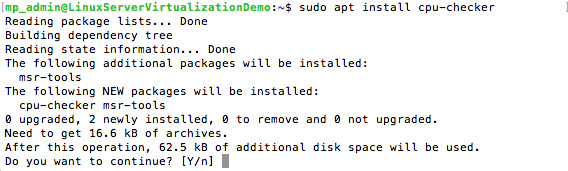 [mp_admin@LinuxServerVirtualizationDemo:~$ sudo apt install cpu-checker ]
Reading package lists... Done
Building dependency tree
Reading state information... Done
The following additional packages will be installed:
  msr-tools
The following NEW packages will be installed:
  cpu-checker msr-tools
0 upgraded, 2 newly installed, 0 to remove and 0 not upgraded.
Need to get 16.6 kB of archives.
After this operation, 62.5 kB of additional disk space will be used.
Do you want to continue? [Y/n]